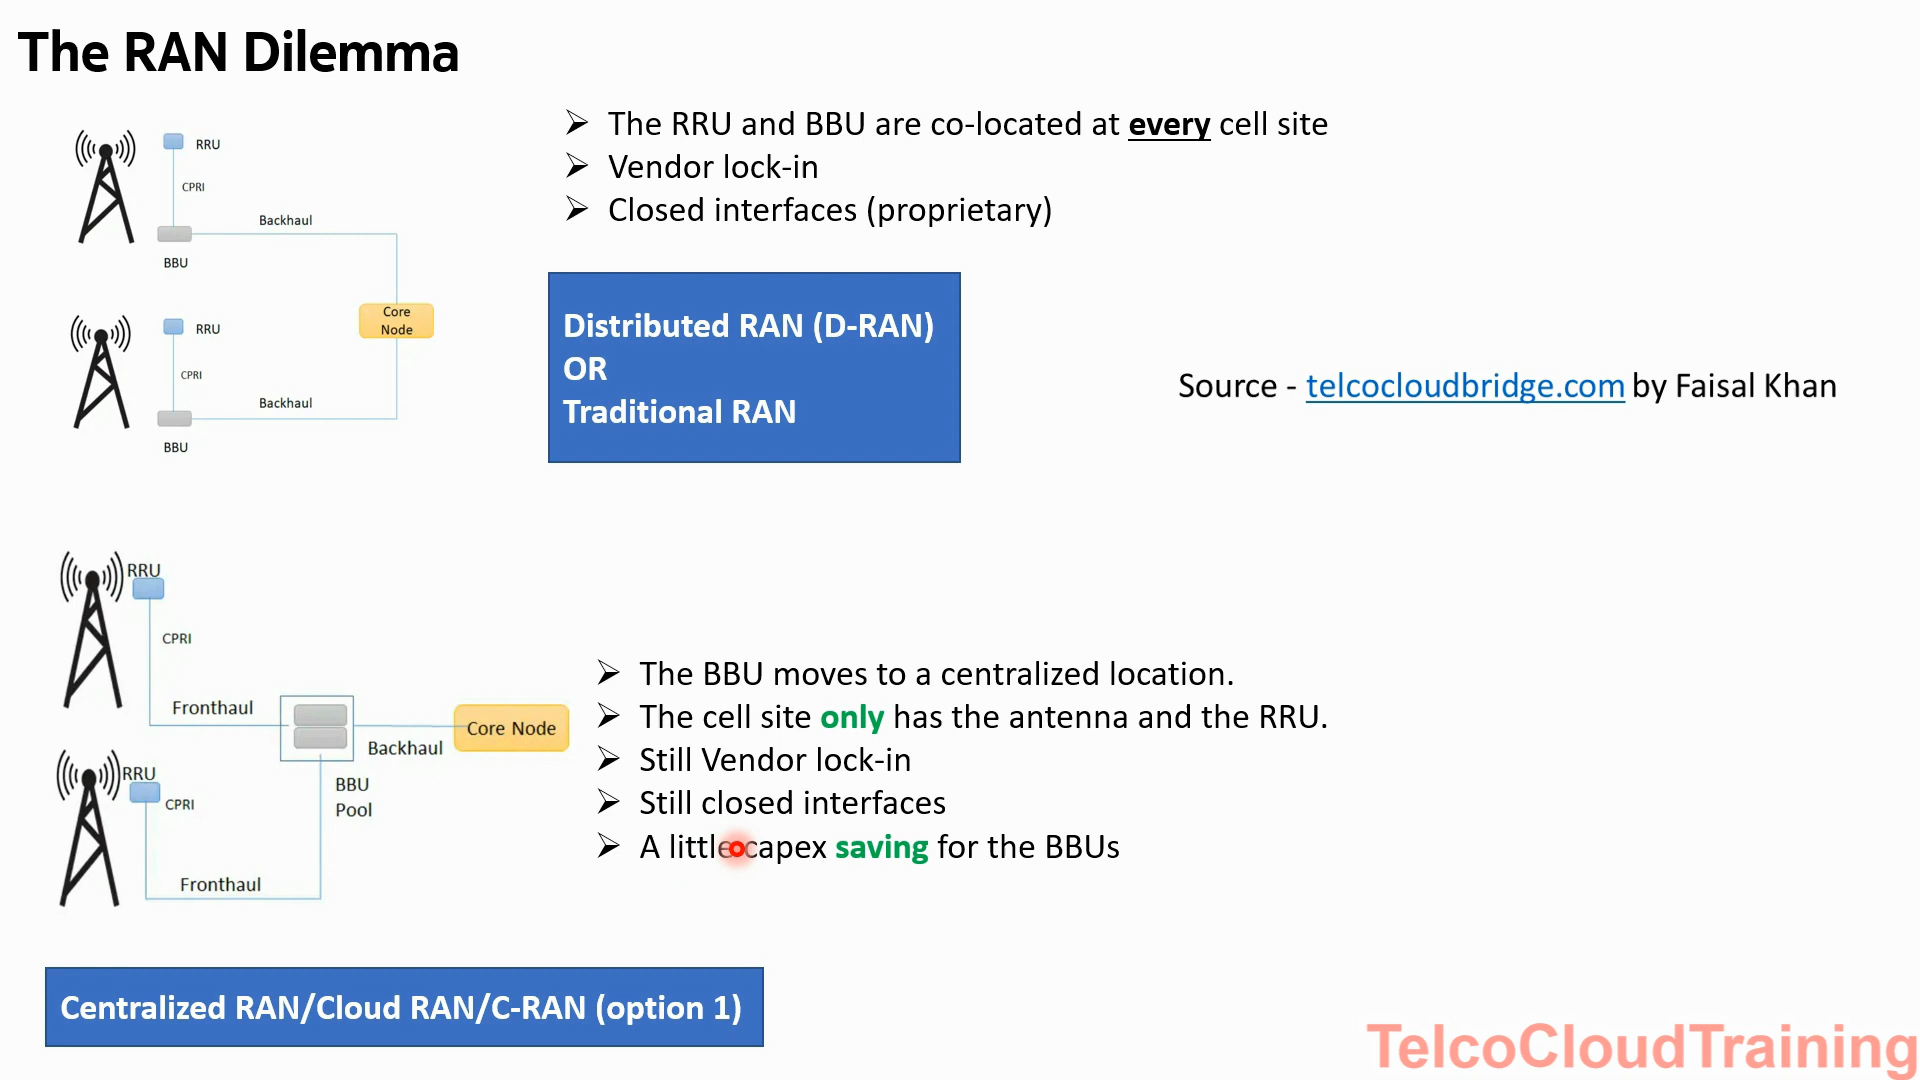 The RAN Dilemma
RRU
CPRI
Backhaul
BBU
RRU
CPRI
Backhaul
BBU
Core
Node
➢ The RRU and BBU are co-located at every cell site
➢ Vendor lock-in
➢ Closed interfaces (proprietary)
Distributed RAN (D-RAN)
OR
Traditional RAN
Source - telcocloudbridge.com by Faisal Khan
RRU
CPRI
Fronthaul
RRU
CPRI
Fronthaul
BBU
Pool
Backhaul
Core Node
➢ The BBU moves to a centralized location.
➢ The cell site only has the antenna and the RRU.
➢ Still Vendor lock-in
➢ Still closed interfaces
➢ A little capex saving for the BBUs
Centralized RAN/Cloud RAN/C-RAN (option 1)
TelcoCloudTraining